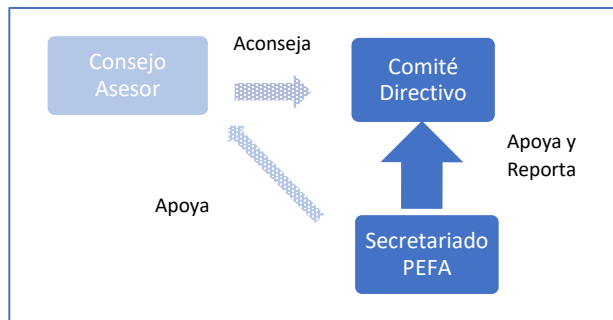 Consejo
Asesor
Aconseja
Comité
Directivo
Apoya y
Reporta
Apoya
Secretariado
PEFA